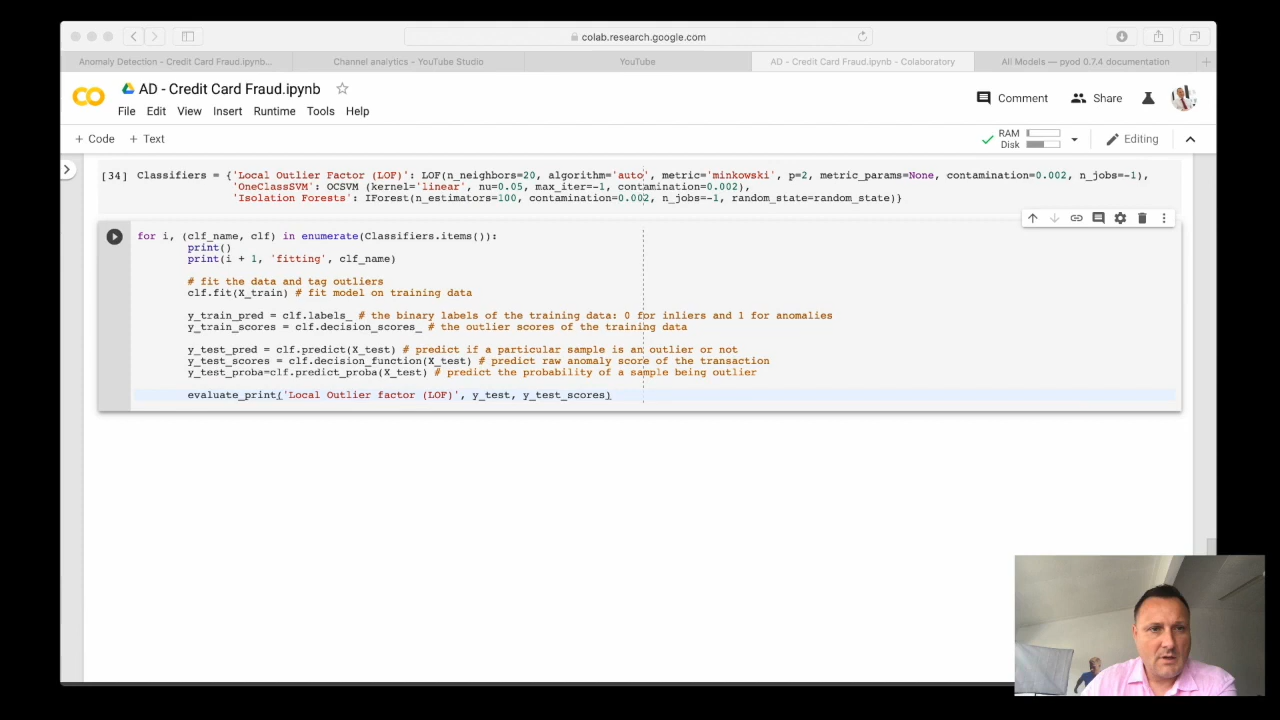 colab.research.google.com
Anomaly Detection - Credit Card Fraud.ipynb...
Channel analytics - YouTube Studio
YouTube
AD - Credit Card Fraud.ipynb - Colaboratory
All Models — pyod 0.7.4 documentation
CO
AD - Credit Card Fraud.ipynb
Comment
Share
File Edit View Insert Runtime Tools Help
+ Code + Text
RAM
Disk
Editing
[34] Classifiers = {'Local Outlier Factor (LOF)': LOF(n_neighbors=20, algorithm='auto', metric='minkowski', p=2, metric_params=None, contamination=0.002, n_jobs=-1),
'OneClassSVM': OCSVM (kernel='linear', nu=0.05, max_iter=-1, contamination=0.002),
'Isolation Forests': IForest(n_estimators=100, contamination=0.002, n_jobs=-1, random_state=random_state)}
for i, (clf_name, clf) in enumerate(Classifiers.items()):
print()
print(i + 1, 'fitting', clf_name)
# fit the data and tag outliers
clf.fit(X_train) # fit model on training data
y_train_pred = clf.labels_ # the binary labels of the training data: 0 for inliers and 1 for anomalies
y_train_scores = clf.decision_scores_ # the outlier scores of the training data
y_test_pred = clf.predict(X_test) # predict if a particular sample is an outlier or not
y_test_scores = clf.decision_function(X_test) # predict raw anomaly score of the transaction
y_test_proba=clf.predict_proba(X_test) # predict the probability of a sample being outlier
evaluate_print('Local Outlier factor (LOF)', y_test, y_test_scores)